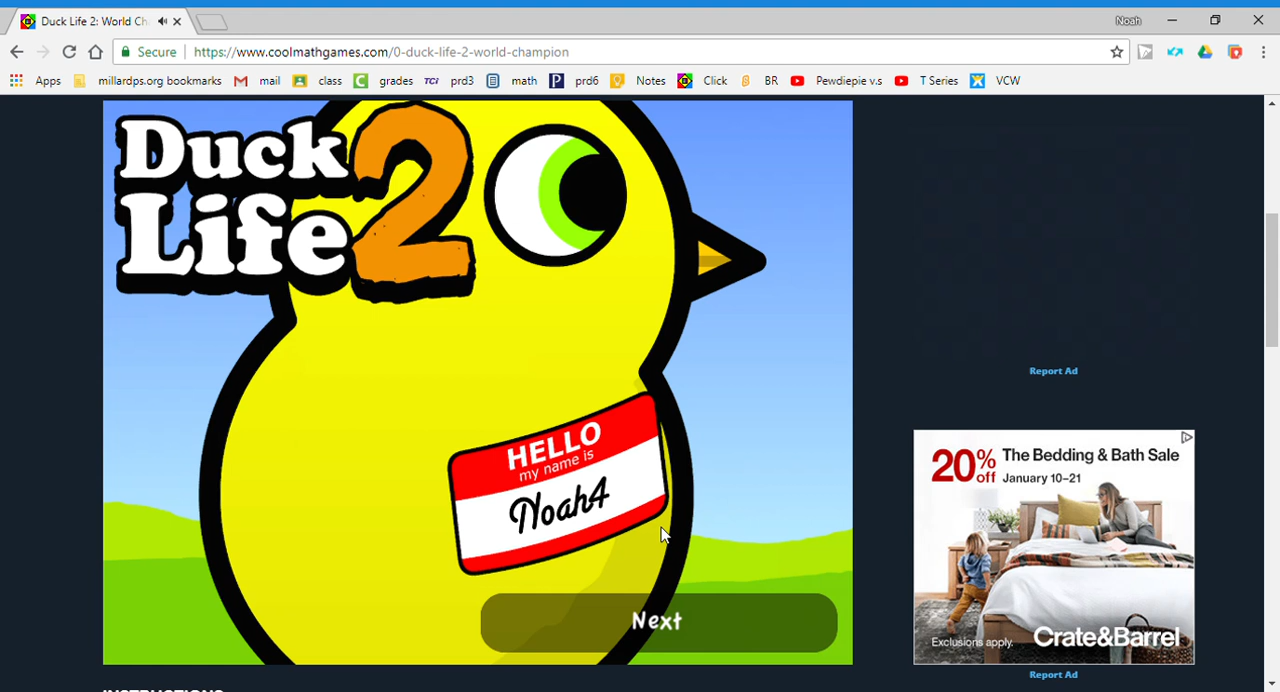 Duck Life 2: World Ch
Noah
Secure
https://www.coolmathgames.com/0-duck-life-2-world-champion
Apps
millardps.org bookmarks
mail
class
grades
TCi
prd3
math
P
prd6
Notes
Click
BR
Pewdiepie v.s
T Series
VCW
Duck
Life 2
HELLO
my name is
Noah4
Next
Report Ad
20% off
The Bedding & Bath Sale
January 10–21
Exclusions apply.
Crate&Barrel
Report Ad
INSTRUCTIONS